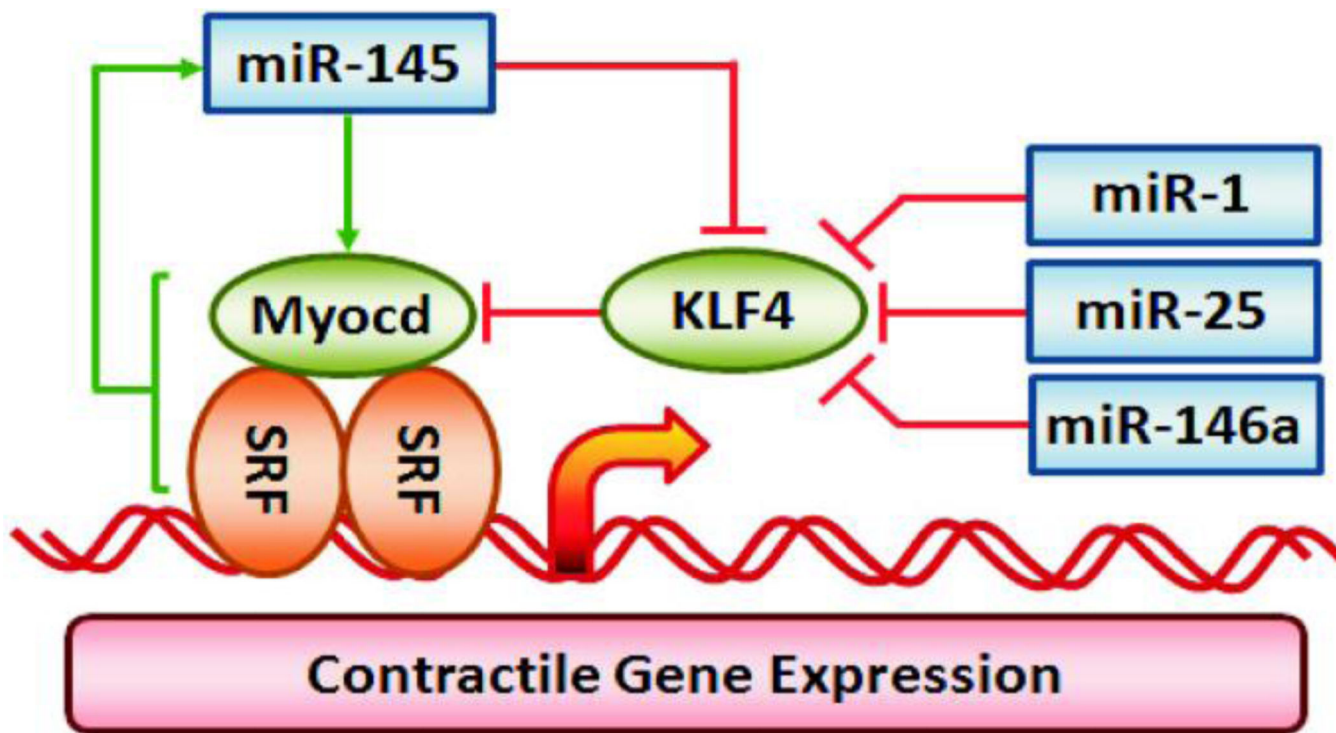 miR-145
miR-1
miR-25
miR-146a
Myocd
KLF4
SRF
SRF
Contractile Gene Expression